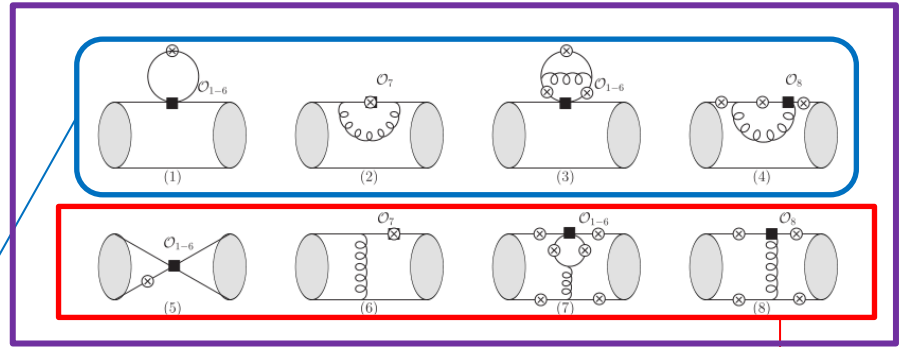 O₁₋₆ O₇ O₁₋₆ O₈
(1) (2) (3) (4)
O₁₋₆ O₇ O₁₋₆ O₈
(5) (6) (7) (8)